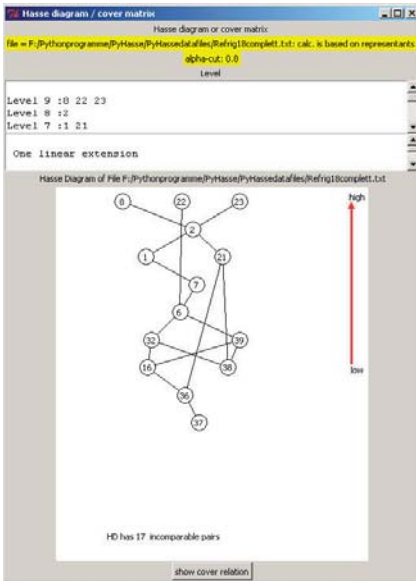 Hasse diagram / cover matrix
Hasse diagram or cover matrix
file = F:/Pythonprogramme/PyHasse/PyHassedatafiles/Refrig18complett.txt: calc. is based on representants
alpha-cut: 0.0
Level
Level 9 :8 22 23
Level 8 :2
Level 7 :1 21
One linear extension
Hasse Diagram of File F:/Pythonprogramme/PyHasse/PyHassedatafiles/Refrig18complett.txt
high
8 22 23
2
1 21
7
6
32 39
16 38
36
37
low
HD has 17 incomparable pairs
show cover relation